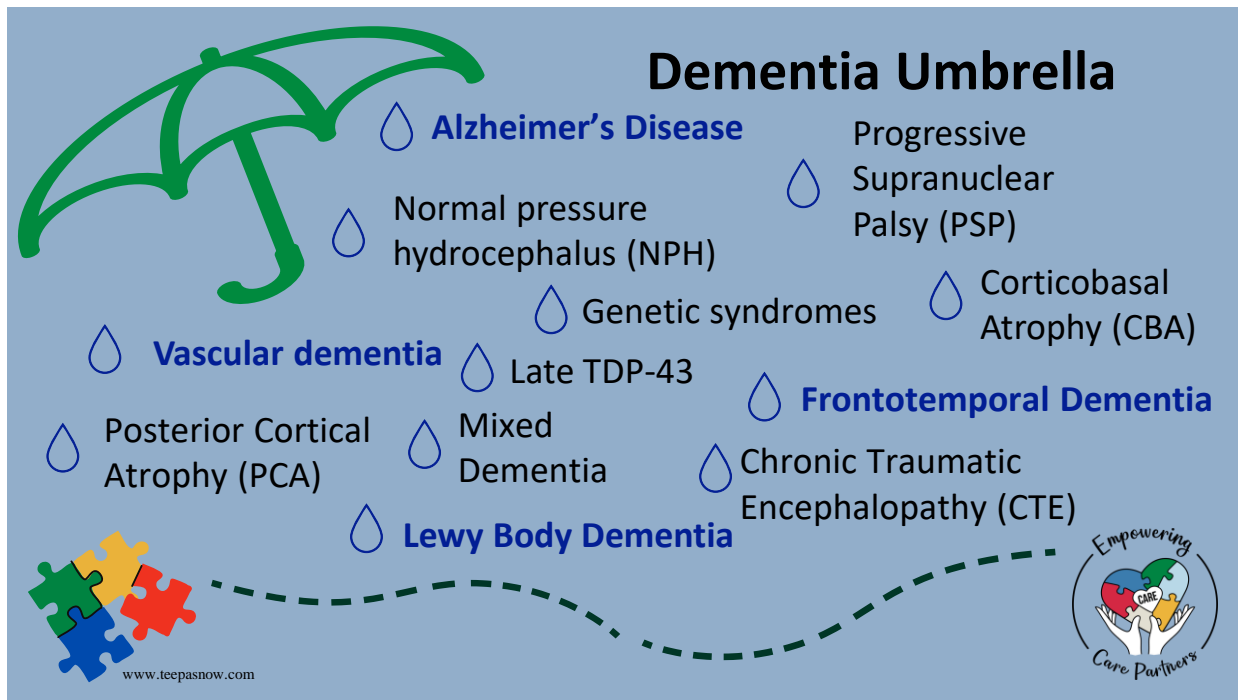 Dementia Umbrella
Alzheimer’s Disease
Progressive
Supranuclear
Palsy (PSP)
Normal pressure
hydrocephalus (NPH)
Corticobasal
Atrophy (CBA)
Genetic syndromes
Vascular dementia
Late TDP-43
Frontotemporal Dementia
Posterior Cortical
Atrophy (PCA)
Mixed
Dementia
Chronic Traumatic
Encephalopathy (CTE)
Lewy Body Dementia
Empowering
CARE
Care Partners
www.teepasnow.com